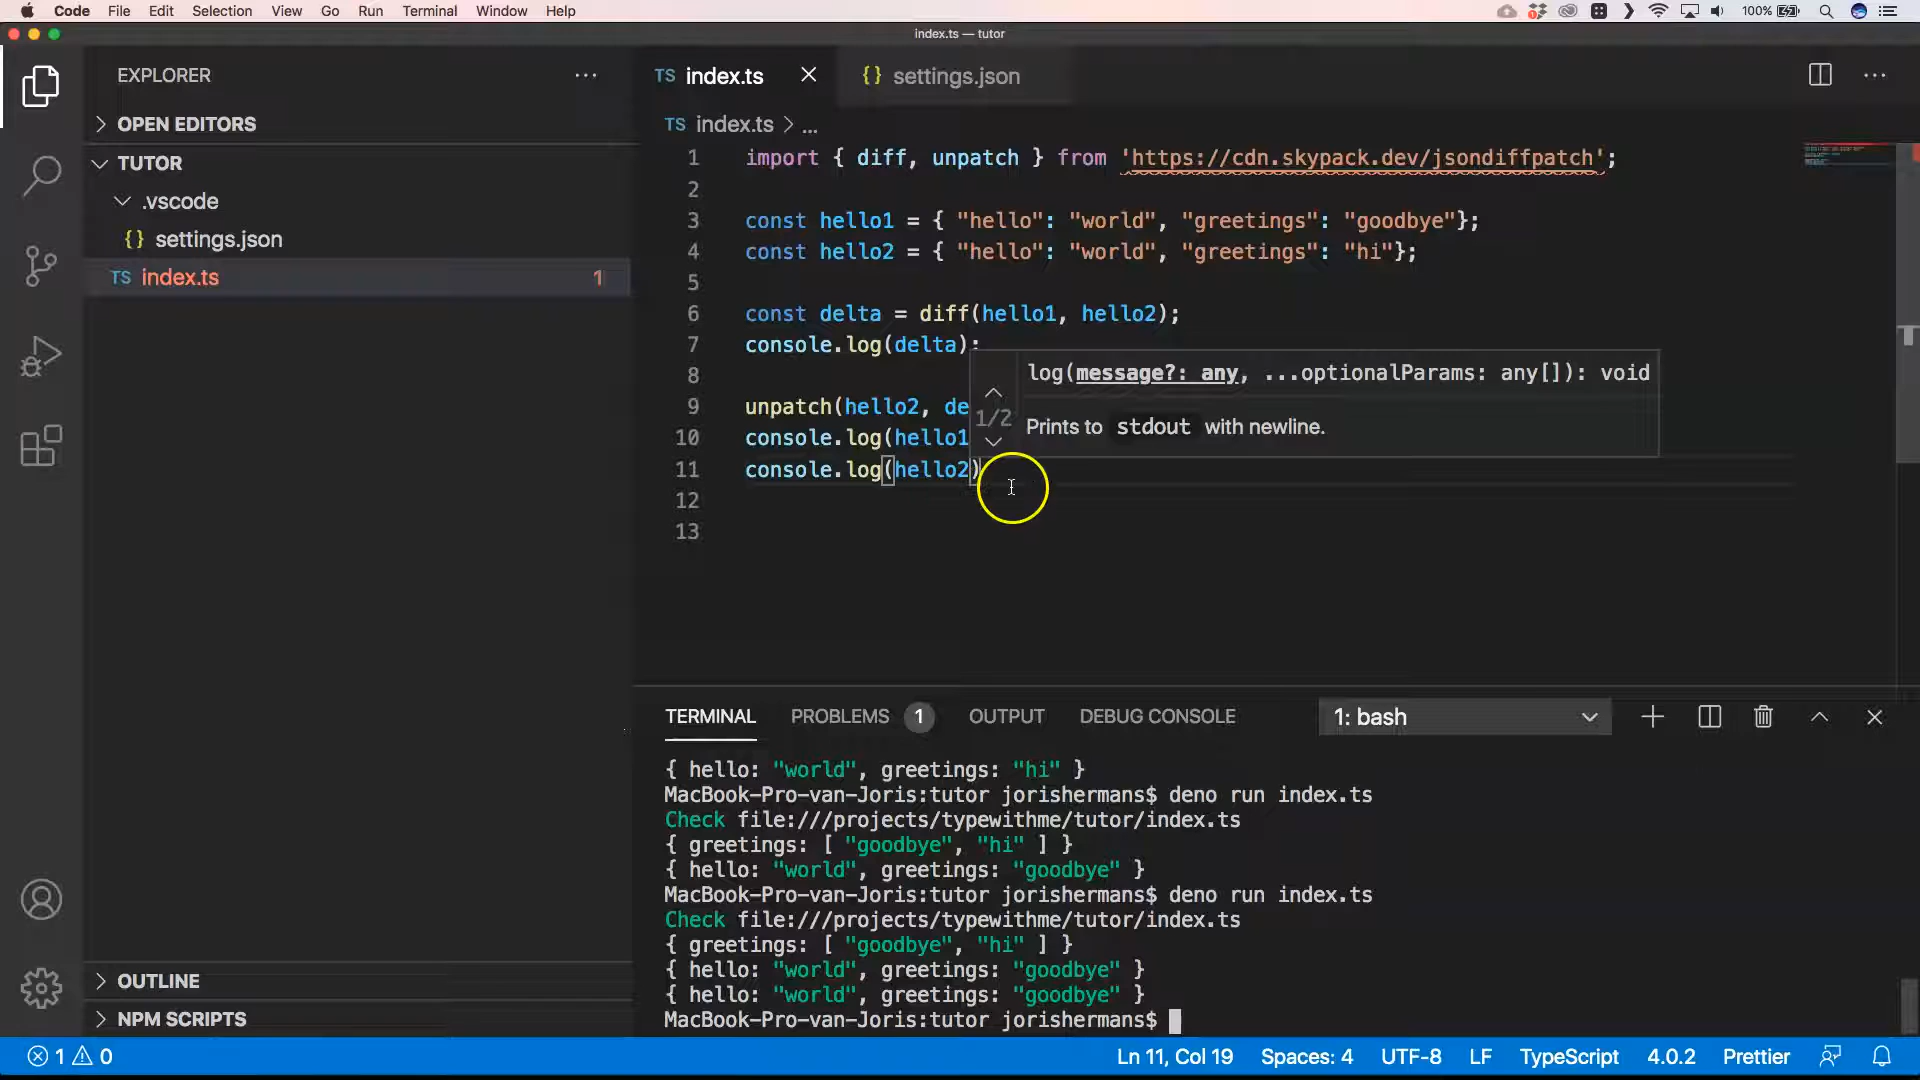 Code File Edit Selection View Go Run Terminal Window Help 100%
index.ts — tutor
EXPLORER ...
OPEN EDITORS
TUTOR
.vscode
{} settings.json
TS index.ts 1
OUTLINE
NPM SCRIPTS
TS index.ts {} settings.json ...
TS index.ts > ...
1 import { diff, unpatch } from 'https://cdn.skypack.dev/jsondiffpatch';
2
3 const hello1 = { "hello": "world", "greetings": "goodbye"};
4 const hello2 = { "hello": "world", "greetings": "hi"};
5
6 const delta = diff(hello1, hello2);
7 console.log(delta);
8
9 unpatch(hello2, de
10 console.log(hello1
11 console.log(hello2)
12
13
log(message?: any, ...optionalParams: any[]): void
1/2
Prints to stdout with newline.
TERMINAL PROBLEMS 1 OUTPUT DEBUG CONSOLE 1: bash
{ hello: "world", greetings: "hi" }
MacBook-Pro-van-Joris:tutor jorishermans$ deno run index.ts
Check file:///projects/typewithme/tutor/index.ts
{ greetings: [ "goodbye", "hi" ] }
{ hello: "world", greetings: "goodbye" }
MacBook-Pro-van-Joris:tutor jorishermans$ deno run index.ts
Check file:///projects/typewithme/tutor/index.ts
{ greetings: [ "goodbye", "hi" ] }
{ hello: "world", greetings: "goodbye" }
{ hello: "world", greetings: "goodbye" }
MacBook-Pro-van-Joris:tutor jorishermans$
1 0 Ln 11, Col 19 Spaces: 4 UTF-8 LF TypeScript 4.0.2 Prettier